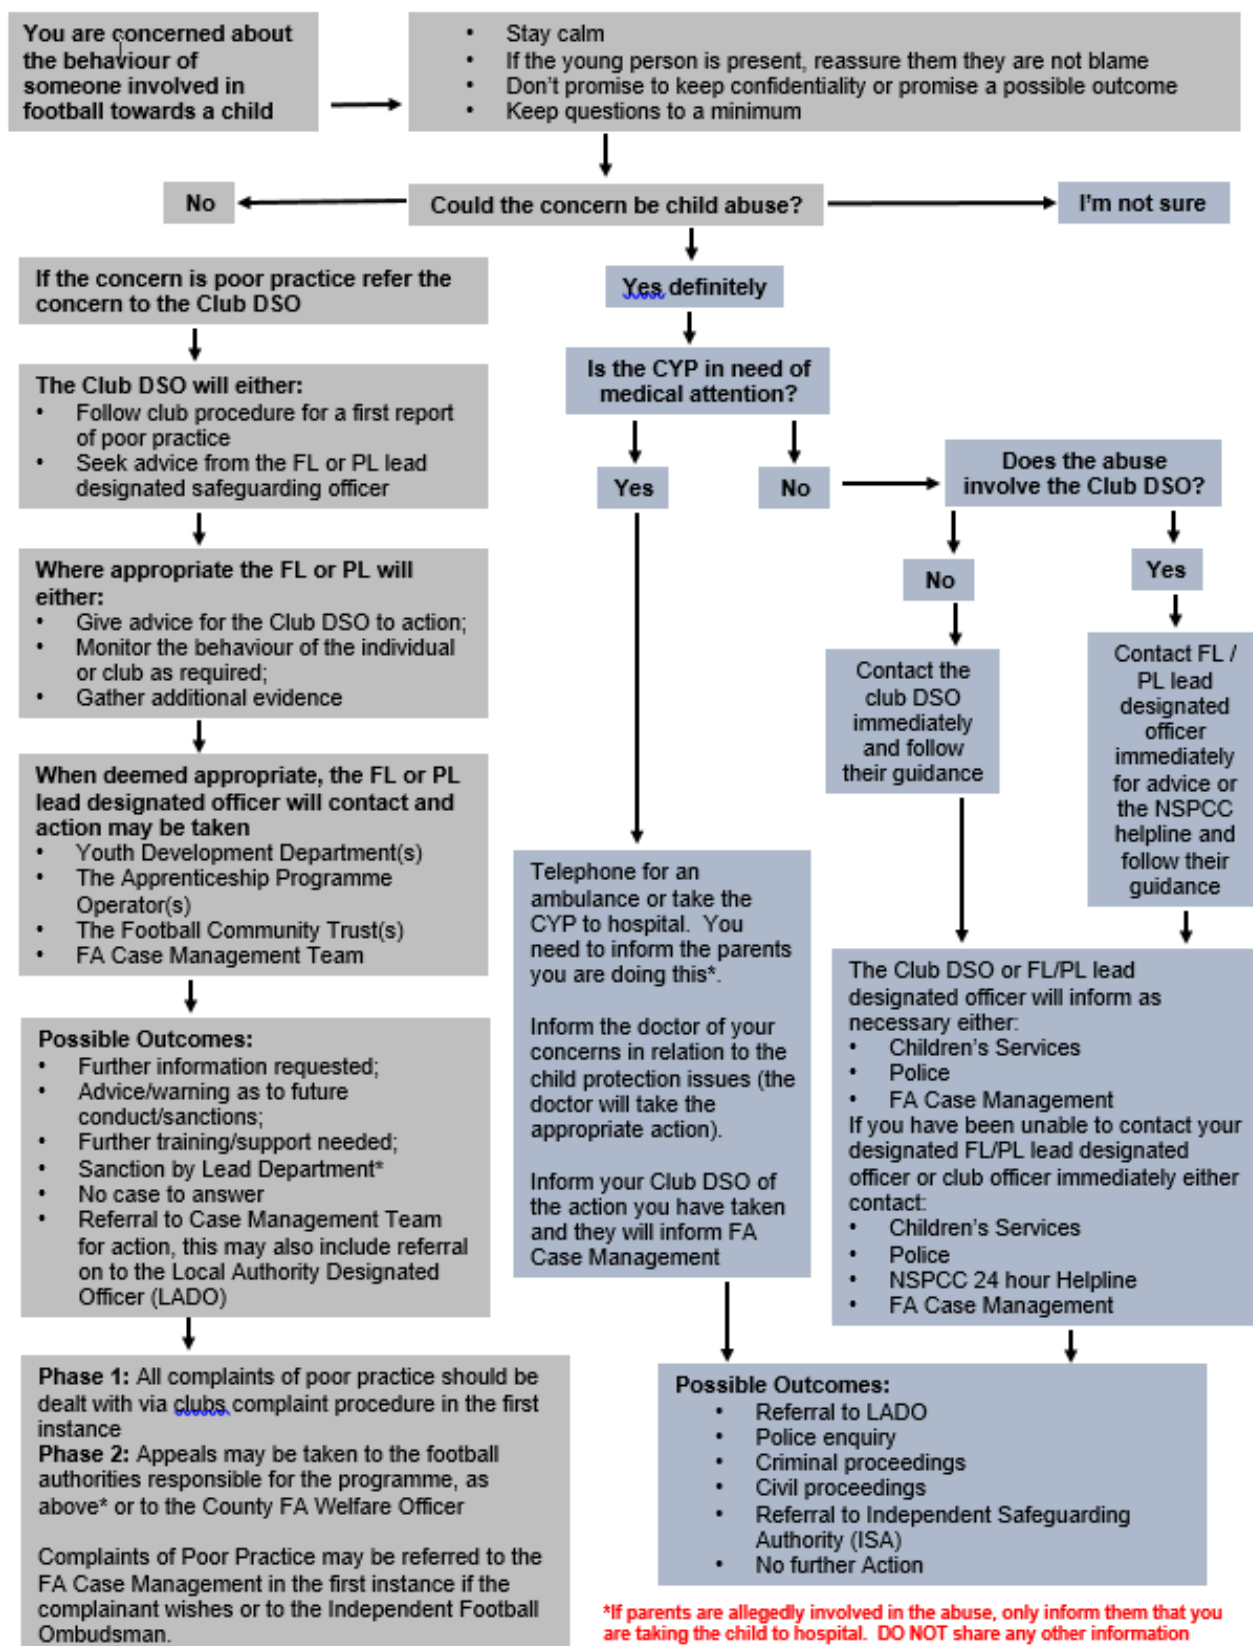 You are concerned about
the behaviour of
someone involved in
football towards a child
• Stay calm
• If the young person is present, reassure them they are not blame
• Don't promise to keep confidentiality or promise a possible outcome
• Keep questions to a minimum
No
Could the concern be child abuse?
I'm not sure
If the concern is poor practice refer the
concern to the Club DSO
The Club DSO will either:
• Follow club procedure for a first report
of poor practice
• Seek advice from the FL or PL lead
designated safeguarding officer
Where appropriate the FL or PL will
either:
• Give advice for the Club DSO to action;
• Monitor the behaviour of the individual
or club as required;
• Gather additional evidence
When deemed appropriate, the FL or PL
lead designated officer will contact and
action may be taken
• Youth Development Department(s)
• The Apprenticeship Programme
Operator(s)
• The Football Community Trust(s)
• FA Case Management Team
Possible Outcomes:
• Further information requested;
• Advice/warning as to future
conduct/sanctions;
• Further training/support needed;
• Sanction by Lead Department*
• No case to answer
• Referral to Case Management Team
for action, this may also include referral
on to the Local Authority Designated
Officer (LADO)
Phase 1: All complaints of poor practice should be
dealt with via clubs complaint procedure in the first
instance
Phase 2: Appeals may be taken to the football
authorities responsible for the programme, as
above* or to the County FA Welfare Officer
Complaints of Poor Practice may be referred to the
FA Case Management in the first instance if the
complainant wishes or to the Independent Football
Ombudsman.
Yes definitely
Is the CYP in need of
medical attention?
Yes
No
Does the abuse
involve the Club DSO?
No
Yes
Contact the
club DSO
immediately
and follow
their guidance
Contact FL /
PL lead
designated
officer
immediately
for advice or
the NSPCC
helpline and
follow their
guidance
Telephone for an
ambulance or take the
CYP to hospital. You
need to inform the parents
you are doing this*.
Inform the doctor of your
concerns in relation to the
child protection issues (the
doctor will take the
appropriate action).
Inform your Club DSO of
the action you have taken
and they will inform FA
Case Management
The Club DSO or FL/PL lead
designated officer will inform as
necessary either:
• Children's Services
• Police
• FA Case Management
If you have been unable to contact your
designated FL/PL lead designated
officer or club officer immediately either
contact:
• Children's Services
• Police
• NSPCC 24 hour Helpline
• FA Case Management
Possible Outcomes:
• Referral to LADO
• Police enquiry
• Criminal proceedings
• Civil proceedings
• Referral to Independent Safeguarding
Authority (ISA)
• No further Action
*If parents are allegedly involved in the abuse, only inform them that you
are taking the child to hospital. DO NOT share any other information